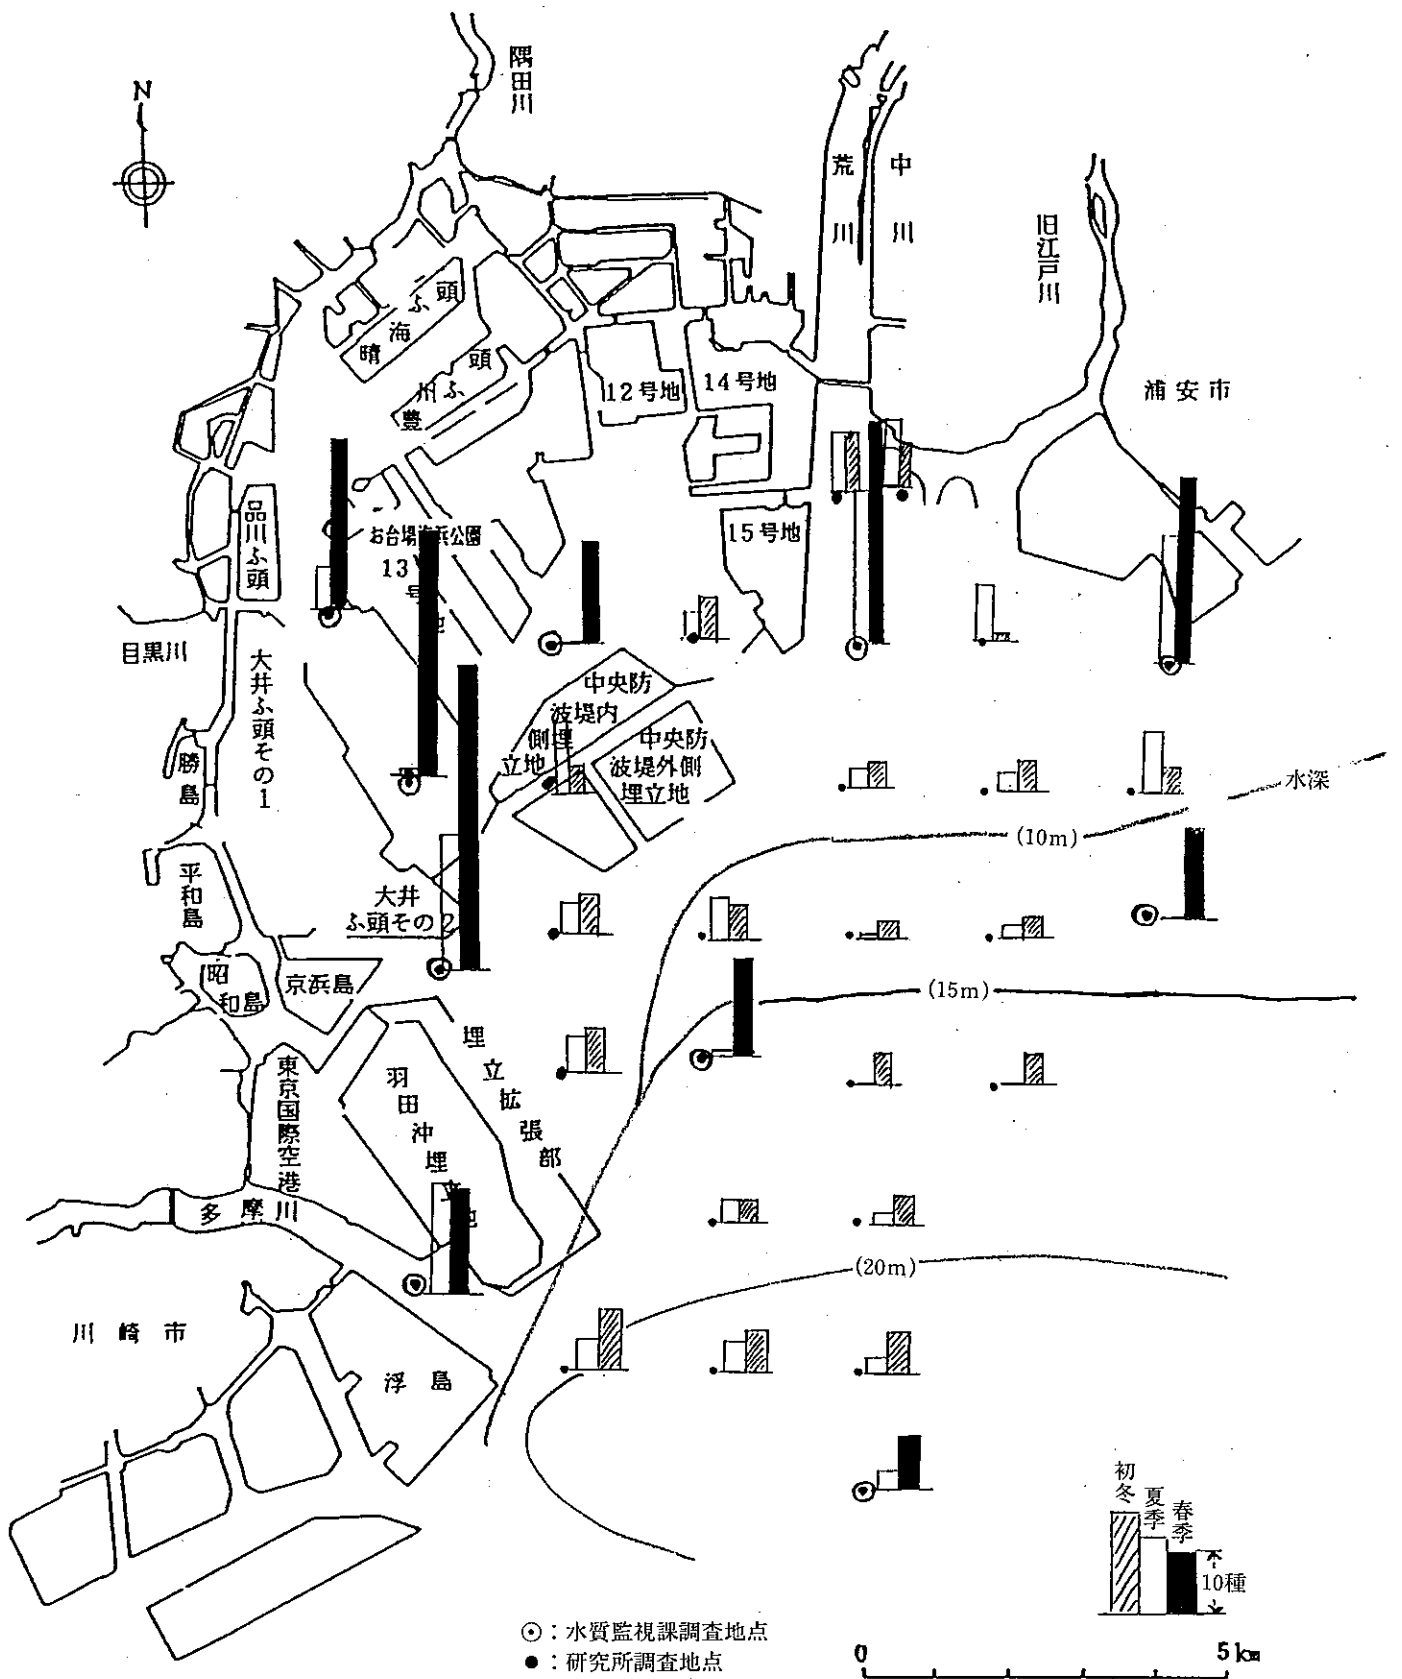 N
隅田川
荒川
中川
旧江戸川
浦安市
晴海ふ頭
豊州ふ頭
12号地
14号地
15号地
品川ふ頭
お台場海浜公園
13号地
目黒川
大井ふ頭その1
中央防
波堤内
側埋
立地
中央防
波堤外側
埋立地
水深
(10m)
勝島
平和島
大井
ふ頭その2
昭和島
京浜島
(15m)
東京国際空港
羽田沖埋立地
埋立拡張部
多摩川
(20m)
川崎市
浮島
初冬
夏季
春季
10種
⊙：水質監視課調査地点
●：研究所調査地点
0 5km